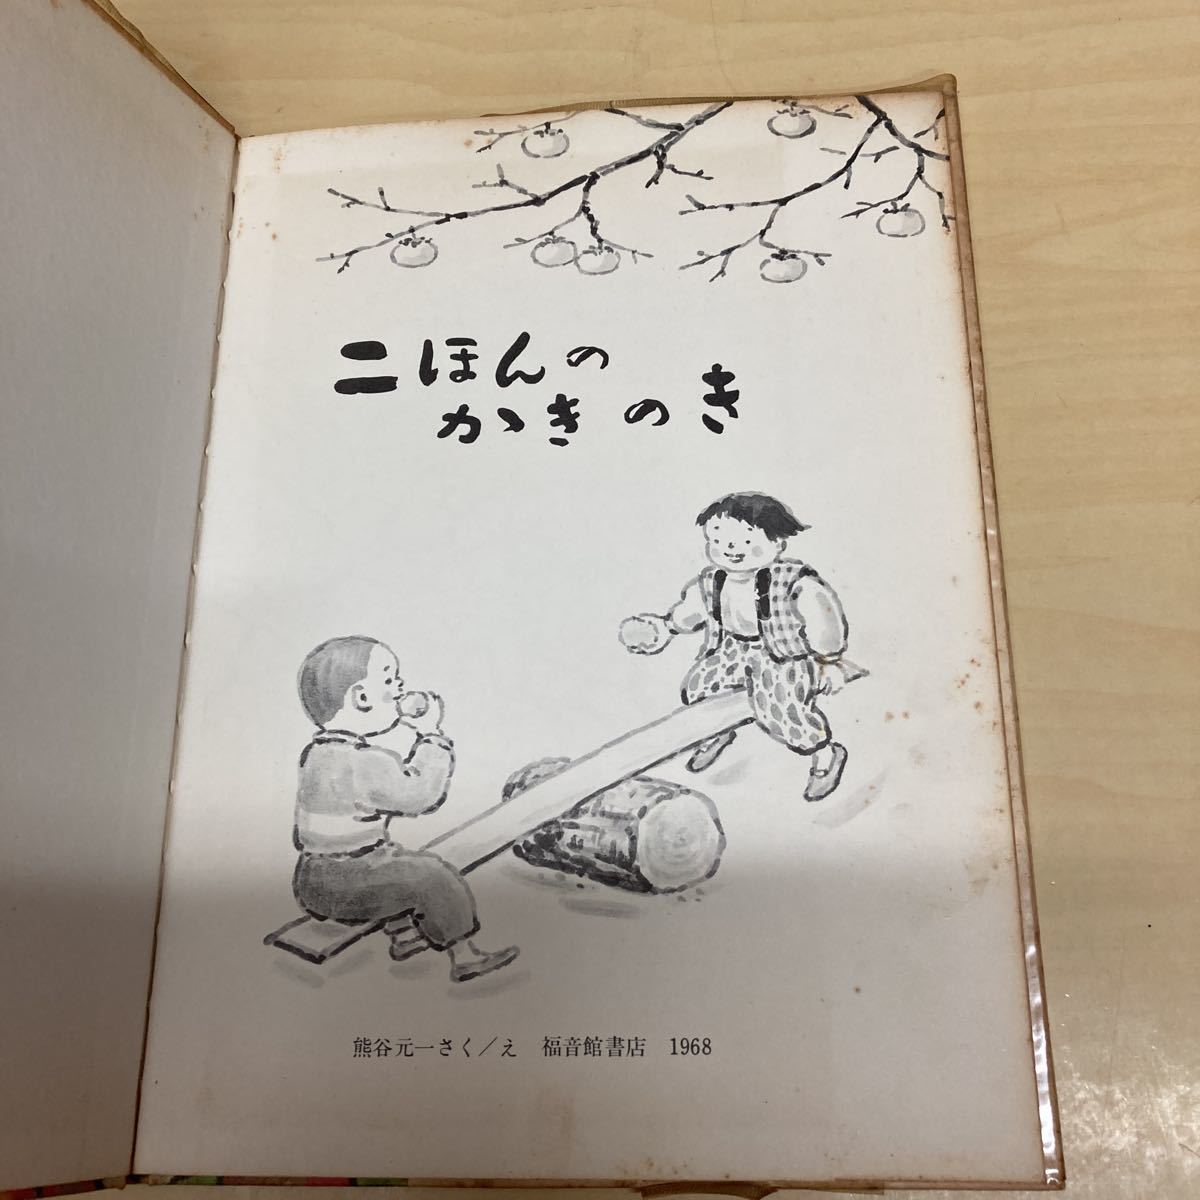 二ほんの
かきのき
熊谷元一さく／え　福音館書店　1968